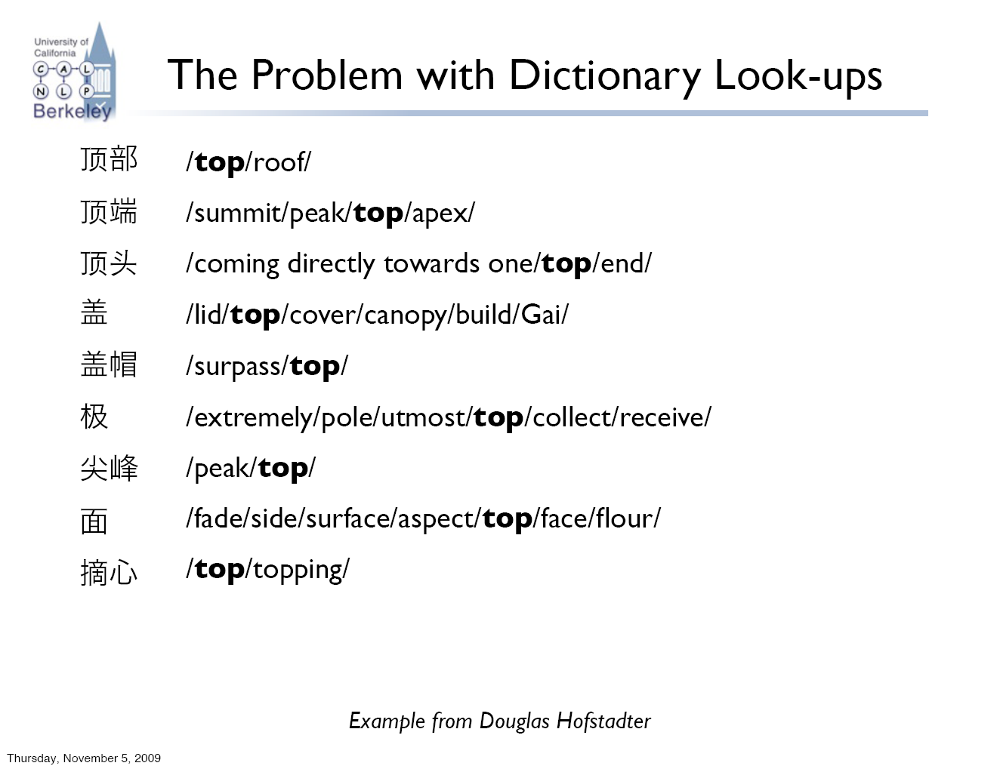 University of
California
C A L
N L P
Berkeley
The Problem with Dictionary Look-ups
顶部 /top/roof/
顶端 /summit/peak/top/apex/
顶头 /coming directly towards one/top/end/
盖 /lid/top/cover/canopy/build/Gai/
盖帽 /surpass/top/
极 /extremely/pole/utmost/top/collect/receive/
尖峰 /peak/top/
面 /fade/side/surface/aspect/top/face/flour/
摘心 /top/topping/
Example from Douglas Hofstadter
Thursday, November 5, 2009